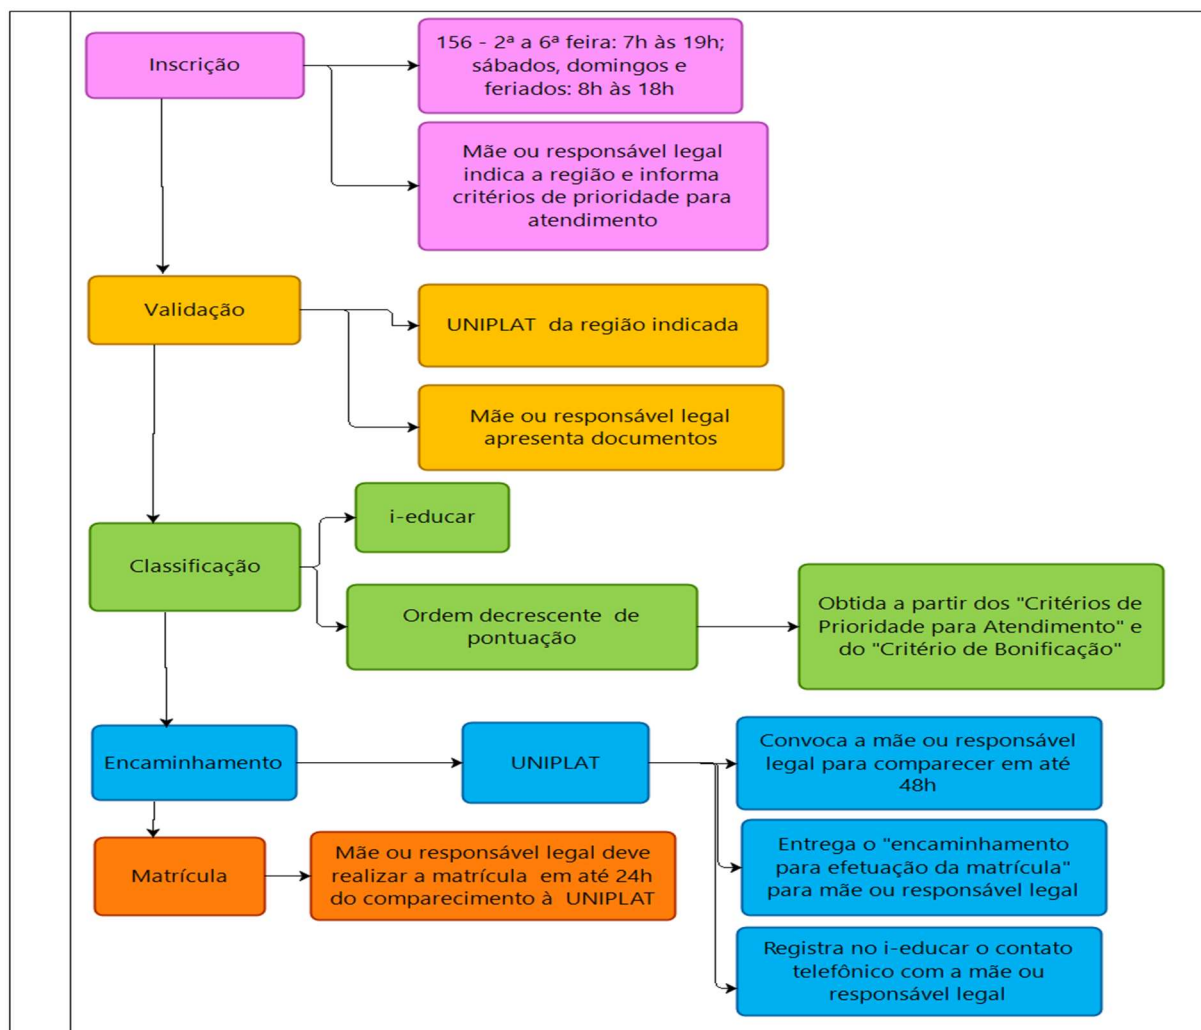 Inscrição
156 - 2ª a 6ª feira: 7h às 19h;
sábados, domingos e
feriados: 8h às 18h
Mãe ou responsável legal
indica a região e informa
critérios de prioridade para
atendimento
Validação
UNIPLAT da região indicada
Mãe ou responsável legal
apresenta documentos
Classificação
i-educar
Ordem decrescente de
pontuação
Obtida a partir dos "Critérios de
Prioridade para Atendimento" e
do "Critério de Bonificação"
Encaminhamento
UNIPLAT
Convoca a mãe ou responsável
legal para comparecer em até
48h
Entrega o "encaminhamento
para efetuação da matrícula"
para mãe ou responsável legal
Registra no i-educar o contato
telefônico com a mãe ou
responsável legal
Matrícula
Mãe ou responsável legal deve
realizar a matrícula em até 24h
do comparecimento à UNIPLAT